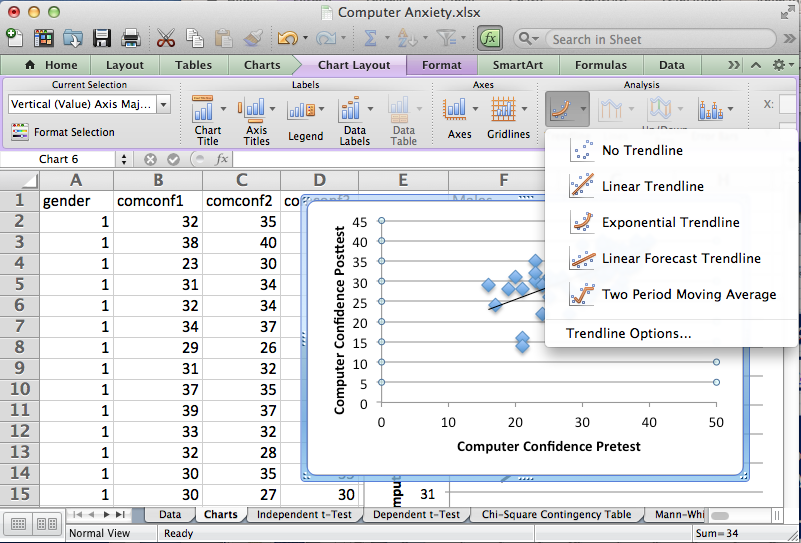 Computer Anxiety.xlsx
fx
Search in Sheet
Home Layout Tables Charts Chart Layout Format SmartArt Formulas Data
Current Selection Labels Axes Analysis
Vertical (Value) Axis Maj...
Format Selection
Chart Title
Axis Titles
Legend
Data Labels
Data Table
Axes
Gridlines
X:
Chart 6
fx
No Trendline
Linear Trendline
Exponential Trendline
Linear Forecast Trendline
Two Period Moving Average
Trendline Options...
A B C D E F
1 gender comconf1 comconf2
2 1 32 35
3 1 38 40
4 1 23 30
5 1 31 34
6 1 32 34
7 1 34 37
8 1 29 26
9 1 31 32
10 1 37 35
11 1 39 37
12 1 33 32
13 1 32 28
14 1 30 35
15 1 30 27 30 31
Males
Computer Confidence Posttest
45
40
35
30
25
20
15
10
5
0
0 10 20 30 40 50
Computer Confidence Pretest
Data Charts Independent t-Test Dependent t-Test Chi-Square Contingency Table Mann-Whi
Normal View Ready Sum=34